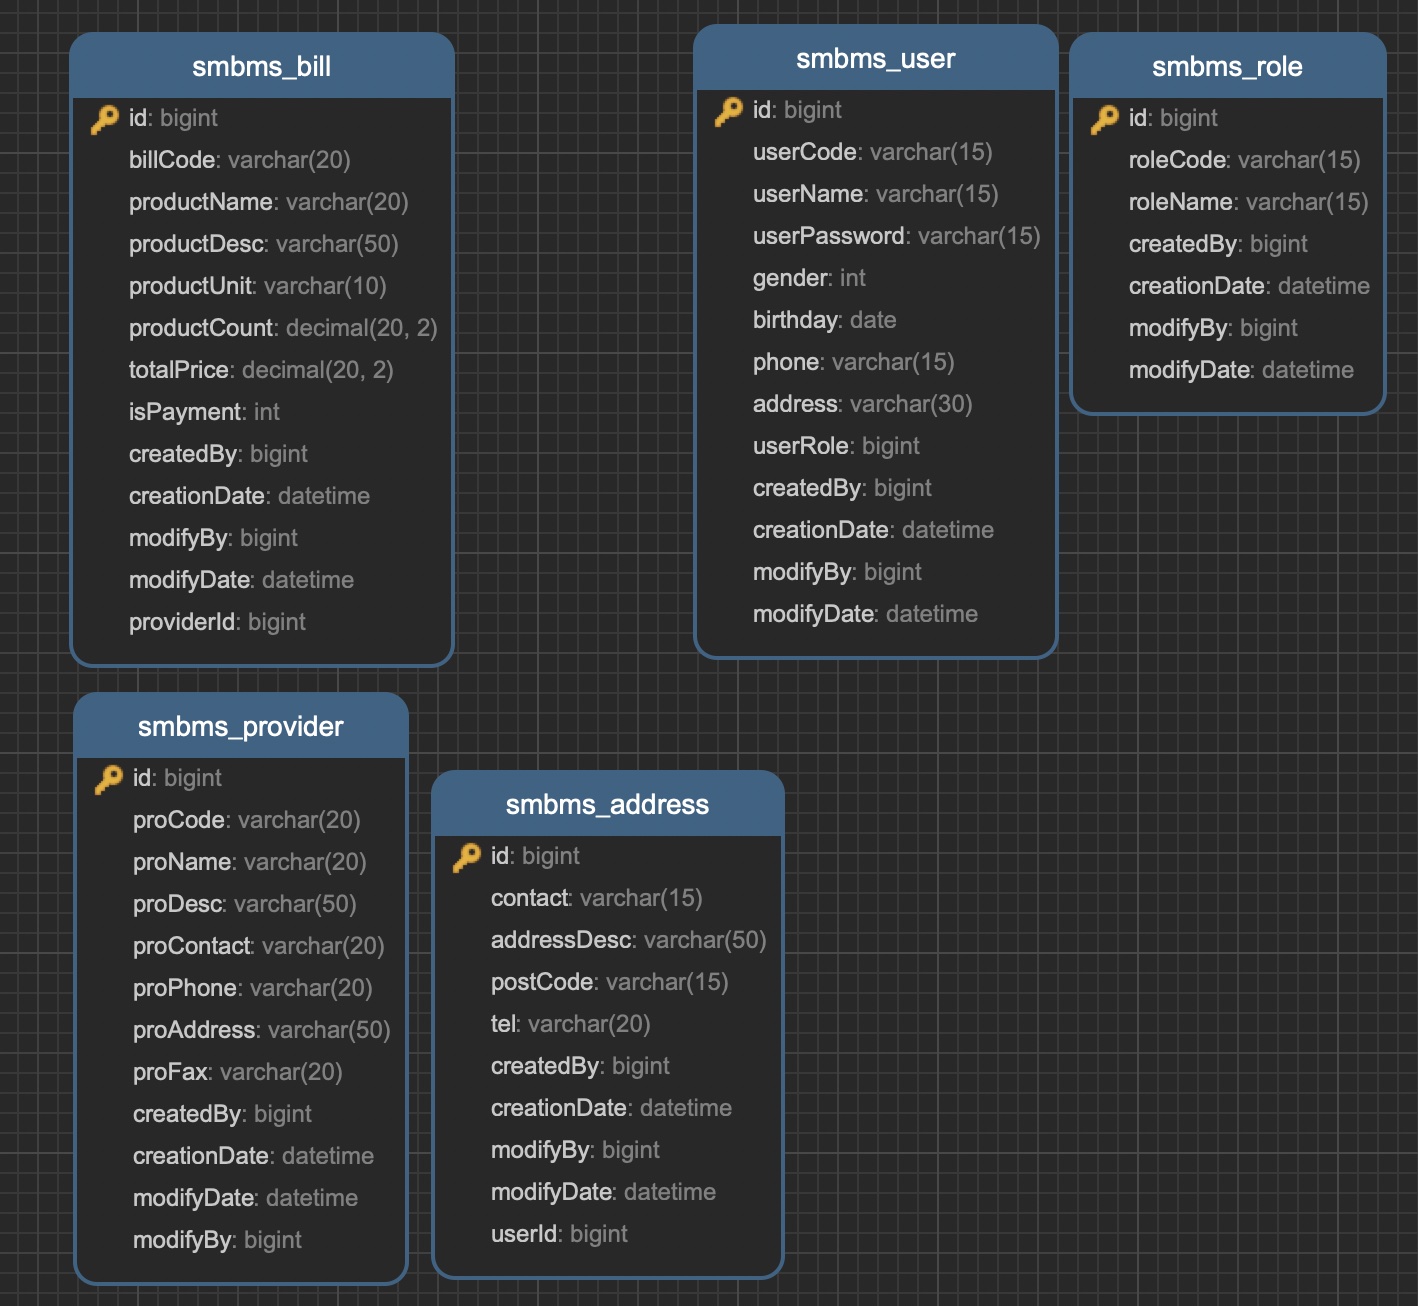 smbms_bill
id: bigint
billCode: varchar(20)
productName: varchar(20)
productDesc: varchar(50)
productUnit: varchar(10)
productCount: decimal(20, 2)
totalPrice: decimal(20, 2)
isPayment: int
createdBy: bigint
creationDate: datetime
modifyBy: bigint
modifyDate: datetime
providerId: bigint
smbms_user
id: bigint
userCode: varchar(15)
userName: varchar(15)
userPassword: varchar(15)
gender: int
birthday: date
phone: varchar(15)
address: varchar(30)
userRole: bigint
createdBy: bigint
creationDate: datetime
modifyBy: bigint
modifyDate: datetime
smbms_role
id: bigint
roleCode: varchar(15)
roleName: varchar(15)
createdBy: bigint
creationDate: datetime
modifyBy: bigint
modifyDate: datetime
smbms_provider
id: bigint
proCode: varchar(20)
proName: varchar(20)
proDesc: varchar(50)
proContact: varchar(20)
proPhone: varchar(20)
proAddress: varchar(50)
proFax: varchar(20)
createdBy: bigint
creationDate: datetime
modifyDate: datetime
modifyBy: bigint
smbms_address
id: bigint
contact: varchar(15)
addressDesc: varchar(50)
postCode: varchar(15)
tel: varchar(20)
createdBy: bigint
creationDate: datetime
modifyBy: bigint
modifyDate: datetime
userId: bigint